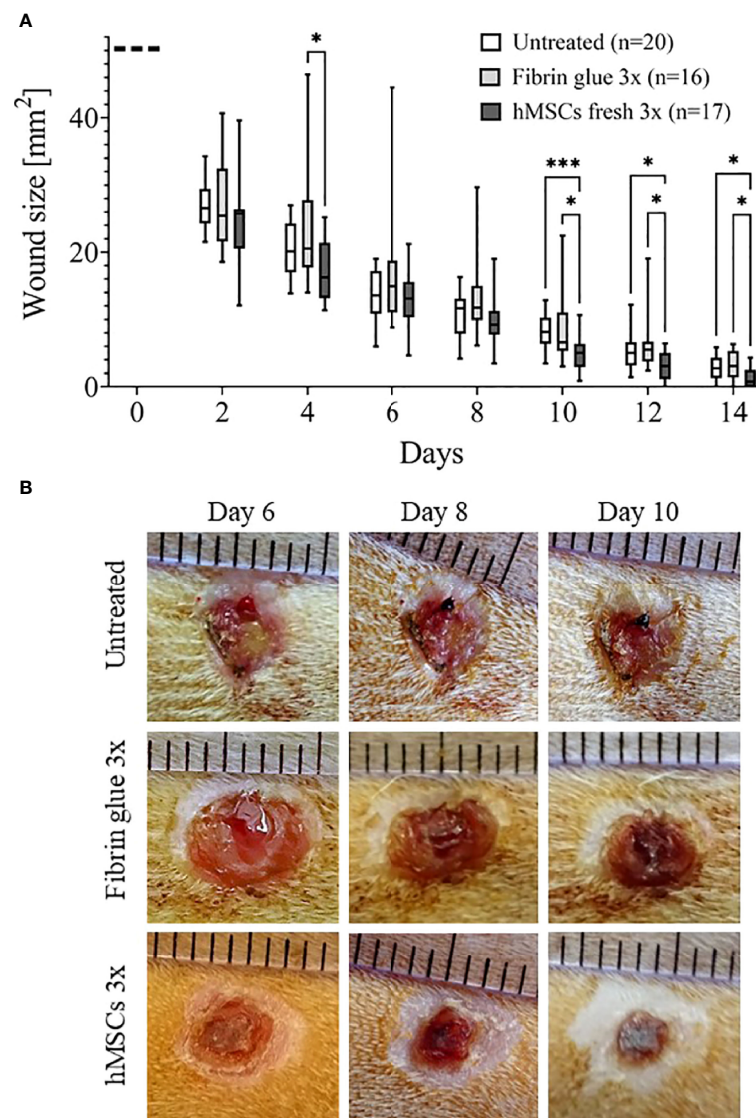 A
Wound size [mm²]
40
20
0
*
***
*
*
*
*
*
Untreated (n=20)
Fibrin glue 3x (n=16)
hMSCs fresh 3x (n=17)
0 2 4 6 8 10 12 14
Days
B
Day 6 Day 8 Day 10
Untreated
Fibrin glue 3x
hMSCs 3x